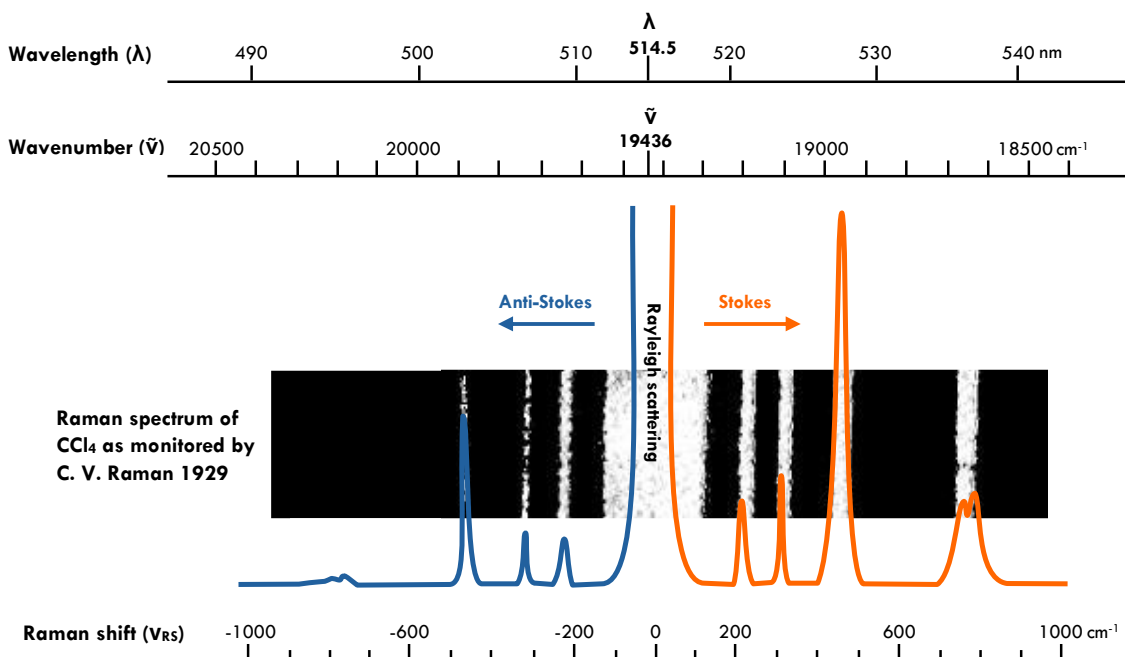 λ
Wavelength (λ) 490 500 510 514.5 520 530 540 nm
ṽ
Wavenumber (ṽ) 20500 20000 19436 19000 18500 cm⁻¹
Anti-Stokes
Stokes
Rayleigh scattering
Raman spectrum of
CCl₄ as monitored by
C. V. Raman 1929
Raman shift (vRS) -1000 -600 -200 0 200 600 1000 cm⁻¹